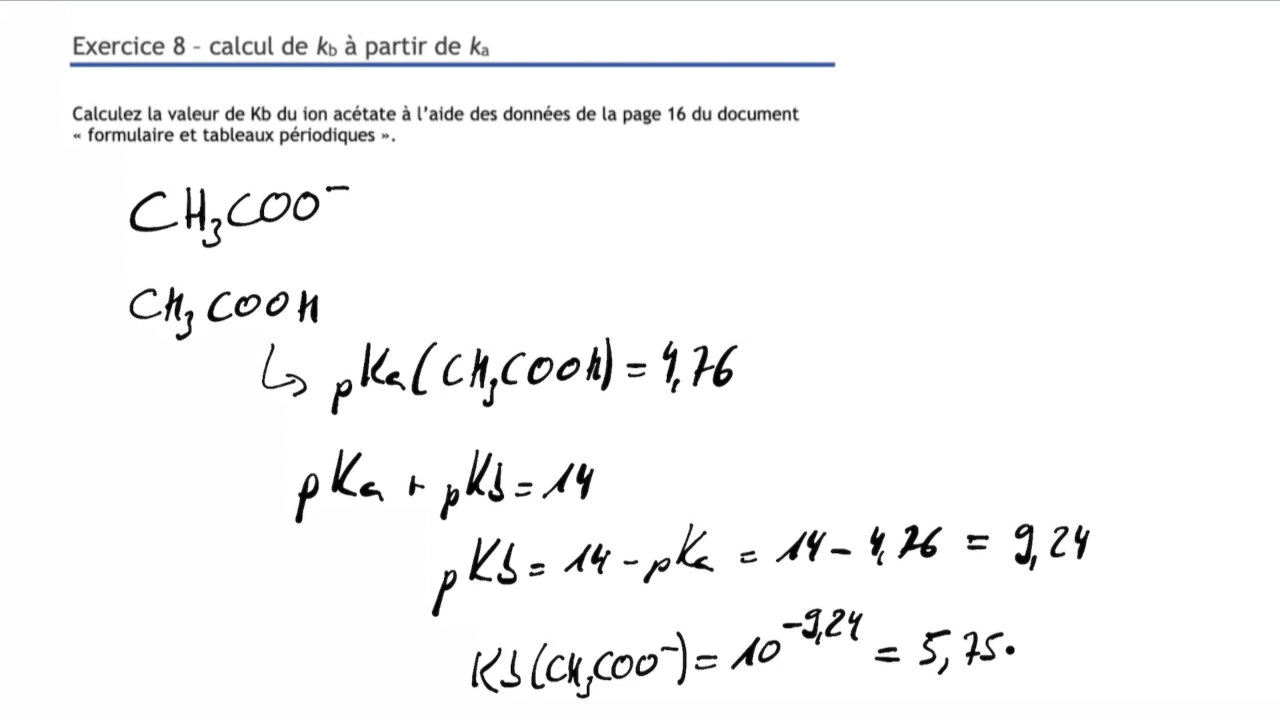 Exercice 8 - calcul de kb à partir de ka
Calculez la valeur de Kb du ion acétate à l'aide des données de la page 16 du document
« formulaire et tableaux périodiques ».
CH₃COO⁻
CH₃COOH
↳ pKa(CH₃COOH) = 4,76
pKa + pKb = 14
pKb = 14 - pKa = 14 - 4,76 = 9,24
Kb(CH₃COO⁻) = 10⁻⁹,²⁴ = 5,75·